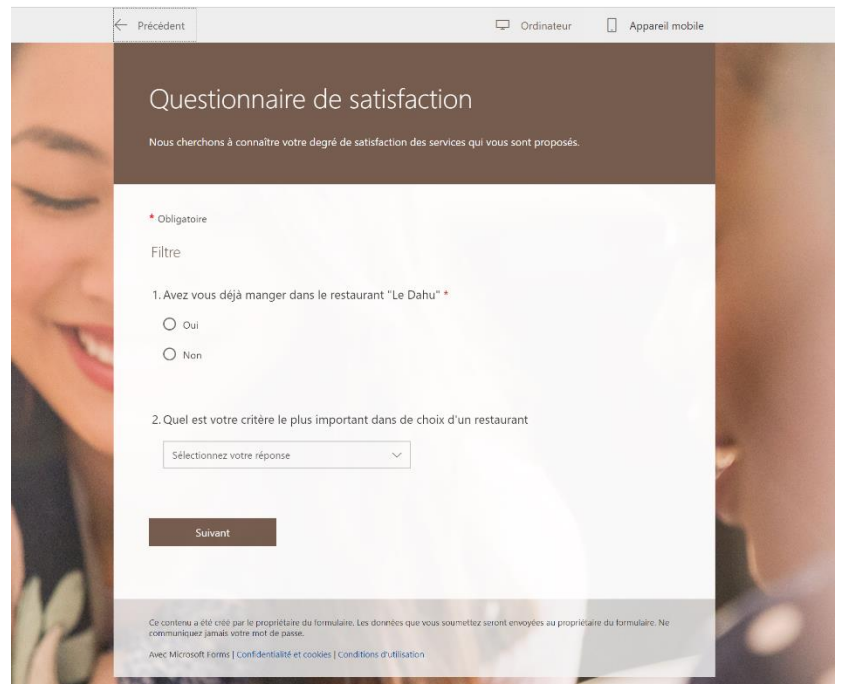 Précédent
Ordinateur
Appareil mobile
Questionnaire de satisfaction
Nous cherchons à connaître votre degré de satisfaction des services qui vous sont proposés.
* Obligatoire
Filtre
1. Avez vous déjà manger dans le restaurant "Le Dahu" *
Oui
Non
2. Quel est votre critère le plus important dans de choix d'un restaurant
Sélectionnez votre réponse
Suivant
Ce contenu a été créé par le propriétaire du formulaire. Les données que vous soumettez seront envoyées au propriétaire du formulaire. Ne
communiquez jamais votre mot de passe.
Avec Microsoft Forms | Confidentialité et cookies | Conditions d'utilisation